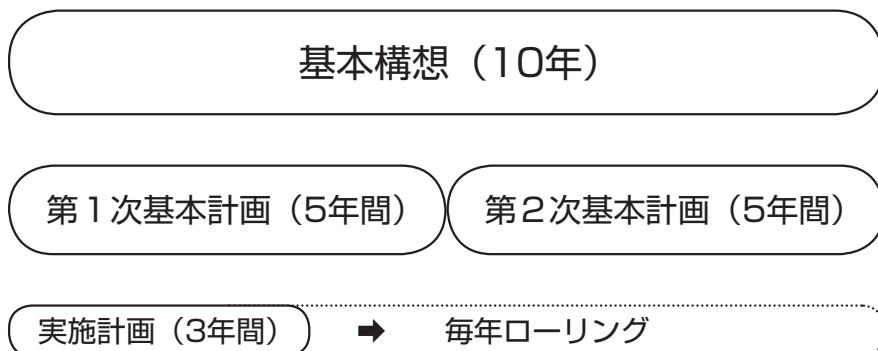 基本構想（10年）
第１次基本計画（5年間） 第２次基本計画（5年間）
実施計画（3年間） ➡ 毎年ローリング